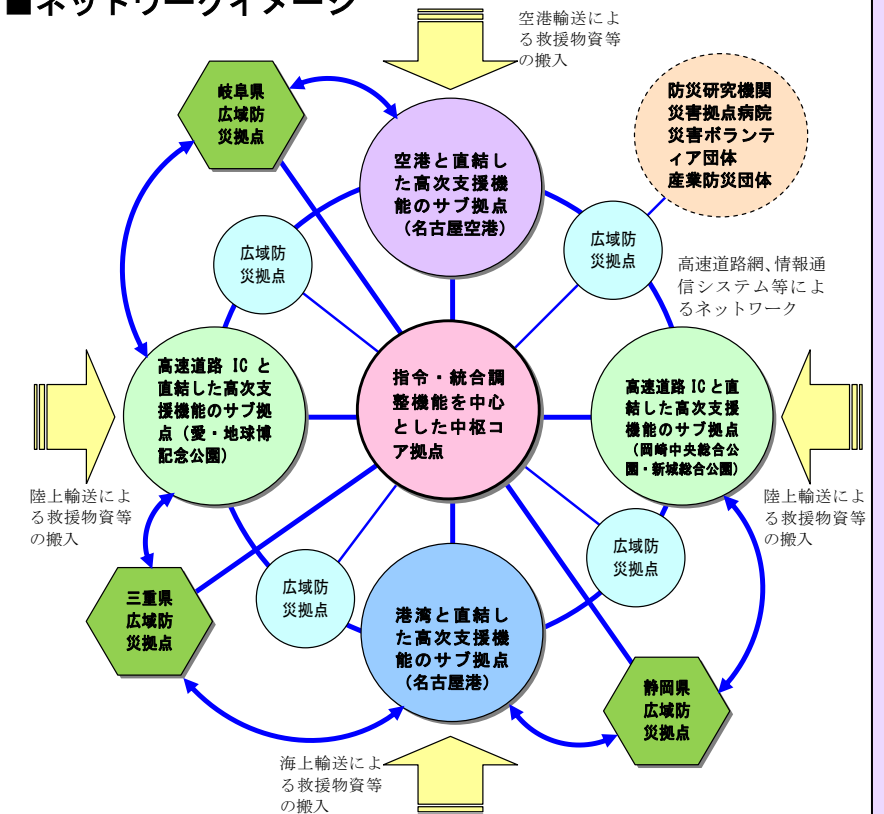 ■ネットワークイメージ
空港輸送によ
る救援物資等
の搬入
岐阜県
広域防
災拠点
防災研究機関
災害拠点病院
災害ボランテ
ィア団体
産業防災団体
空港と直結し
た高次支援機
能のサブ拠点
（名古屋空港）
広域防
災拠点
広域防
災拠点
高速道路網、情報通
信システム等によ
るネットワーク
高速道路 IC と
直結した高次支
援機能のサブ拠
点（愛・地球博
記念公園）
指令・統合調
整機能を中心
とした中枢コ
ア拠点
高速道路 IC と直
結した高次支援
機能のサブ拠点
（岡崎中央総合公
園・新城総合公園）
陸上輸送によ
る救援物資等
の搬入
陸上輸送によ
る救援物資等
の搬入
広域防
災拠点
広域防
災拠点
三重県
広域防
災拠点
港湾と直結し
た高次支援機
能のサブ拠点
（名古屋港）
静岡県
広域防
災拠点
海上輸送によ
る救援物資等
の搬入